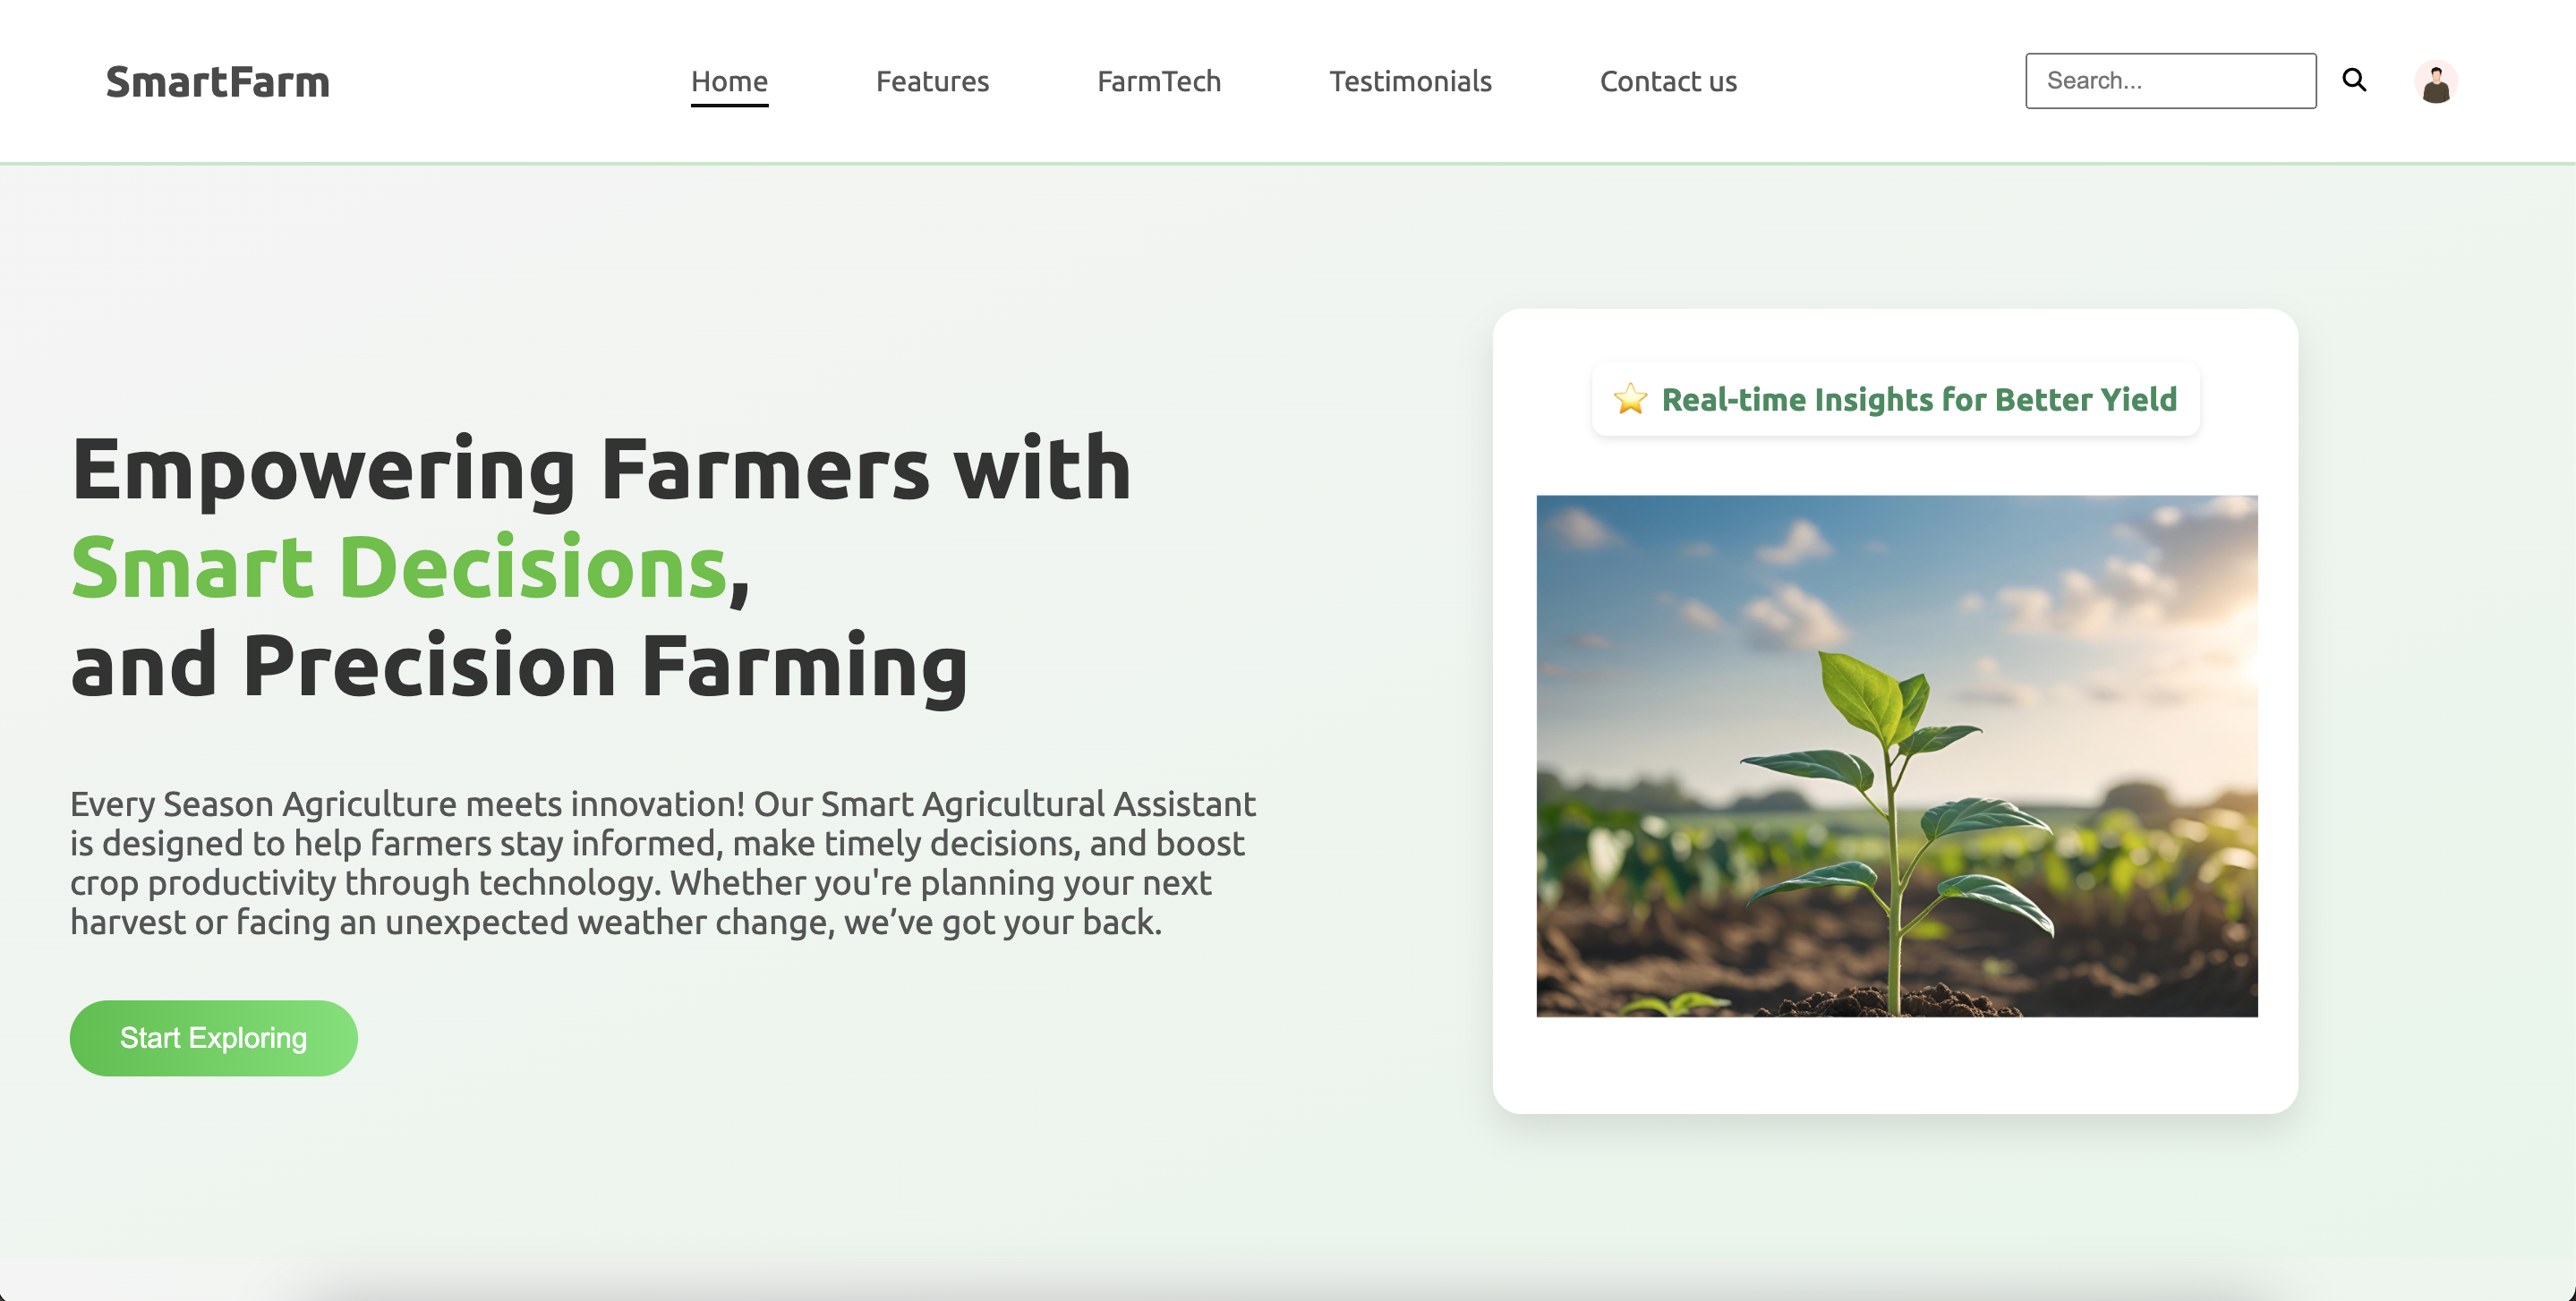 SmartFarm
Home
Features
FarmTech
Testimonials
Contact us
Search...
Empowering Farmers with
Smart Decisions,
and Precision Farming
Every Season Agriculture meets innovation! Our Smart Agricultural Assistant
is designed to help farmers stay informed, make timely decisions, and boost
crop productivity through technology. Whether you're planning your next
harvest or facing an unexpected weather change, we’ve got your back.
Start Exploring
Real-time Insights for Better Yield